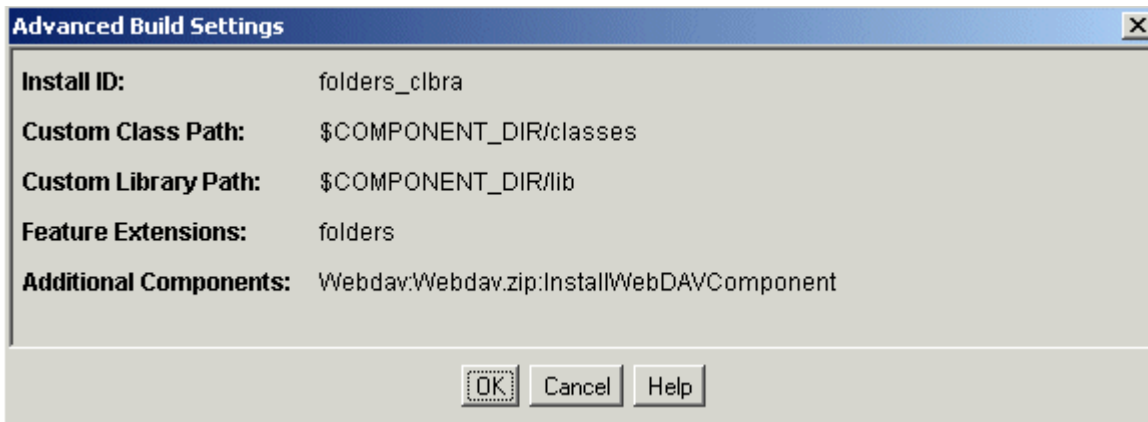 Advanced Build Settings
Install ID: folders_clbra
Custom Class Path: $COMPONENT_DIR/classes
Custom Library Path: $COMPONENT_DIR/lib
Feature Extensions: folders
Additional Components: Webdav:Webdav.zip:InstallWebDAVComponent
OK Cancel Help